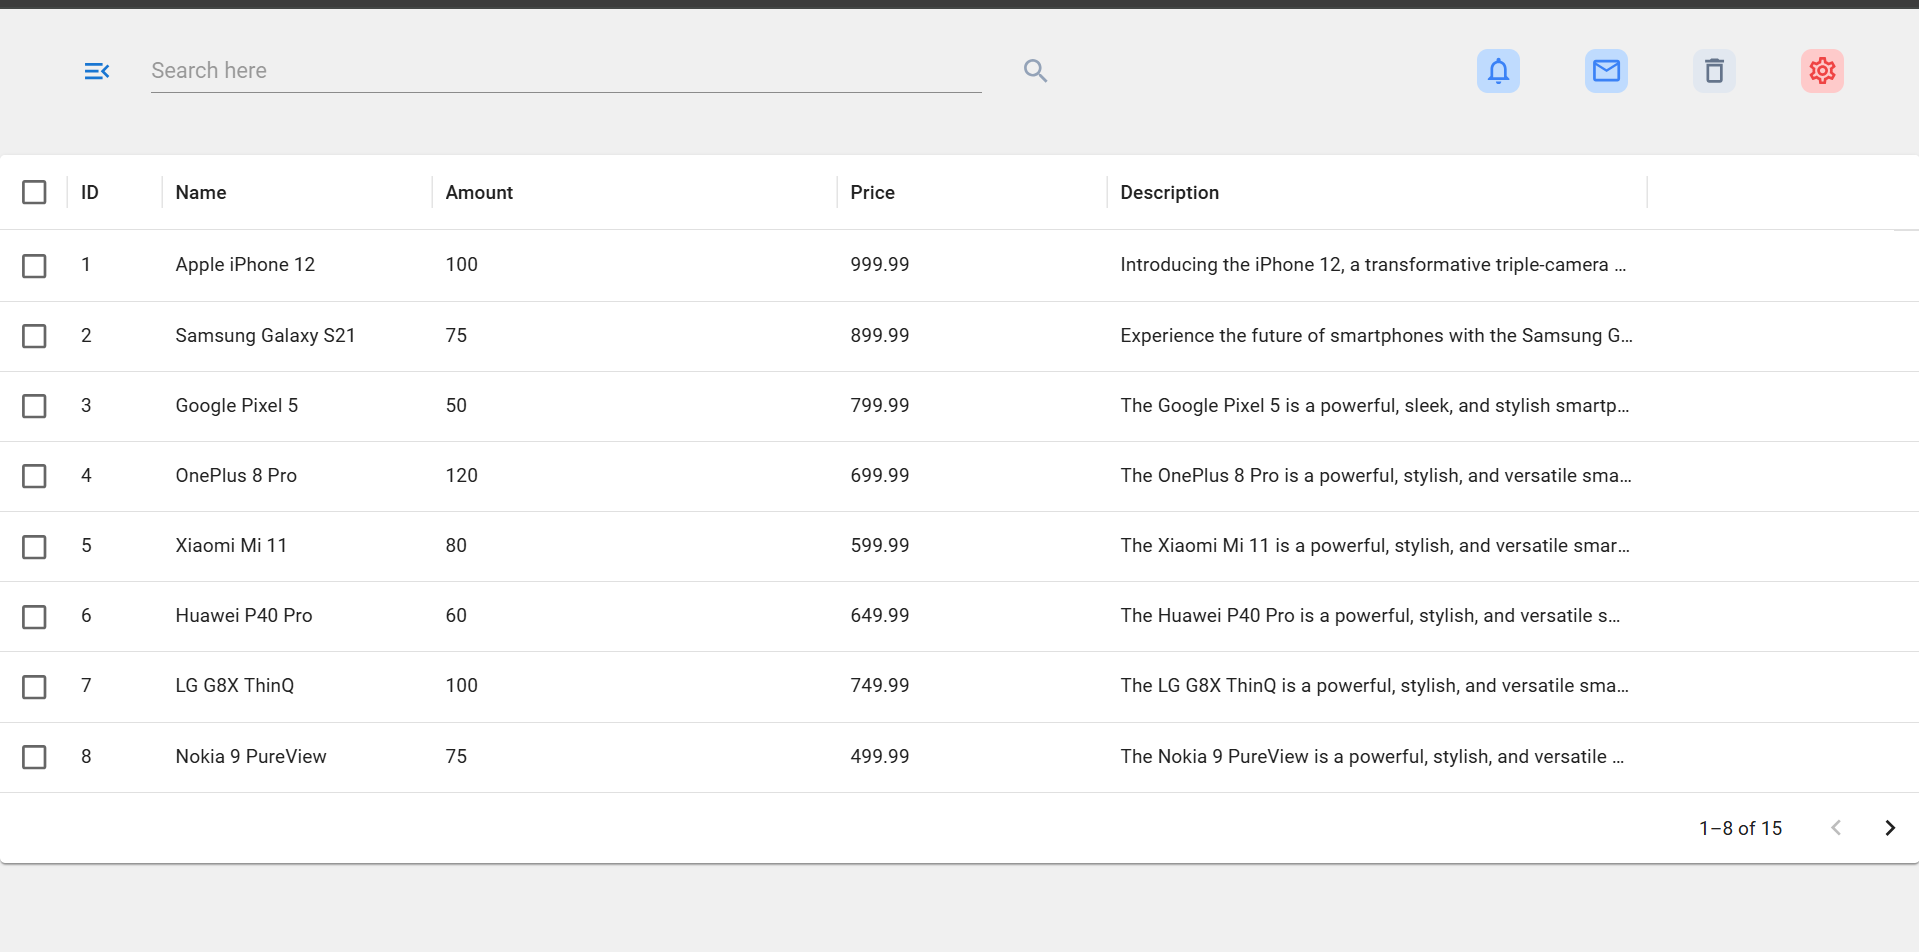 Search here
ID Name Amount Price Description
1 Apple iPhone 12 100 999.99 Introducing the iPhone 12, a transformative triple-camera ...
2 Samsung Galaxy S21 75 899.99 Experience the future of smartphones with the Samsung G...
3 Google Pixel 5 50 799.99 The Google Pixel 5 is a powerful, sleek, and stylish smartp...
4 OnePlus 8 Pro 120 699.99 The OnePlus 8 Pro is a powerful, stylish, and versatile sma...
5 Xiaomi Mi 11 80 599.99 The Xiaomi Mi 11 is a powerful, stylish, and versatile smar...
6 Huawei P40 Pro 60 649.99 The Huawei P40 Pro is a powerful, stylish, and versatile s...
7 LG G8X ThinQ 100 749.99 The LG G8X ThinQ is a powerful, stylish, and versatile sma...
8 Nokia 9 PureView 75 499.99 The Nokia 9 PureView is a powerful, stylish, and versatile ...
1–8 of 15